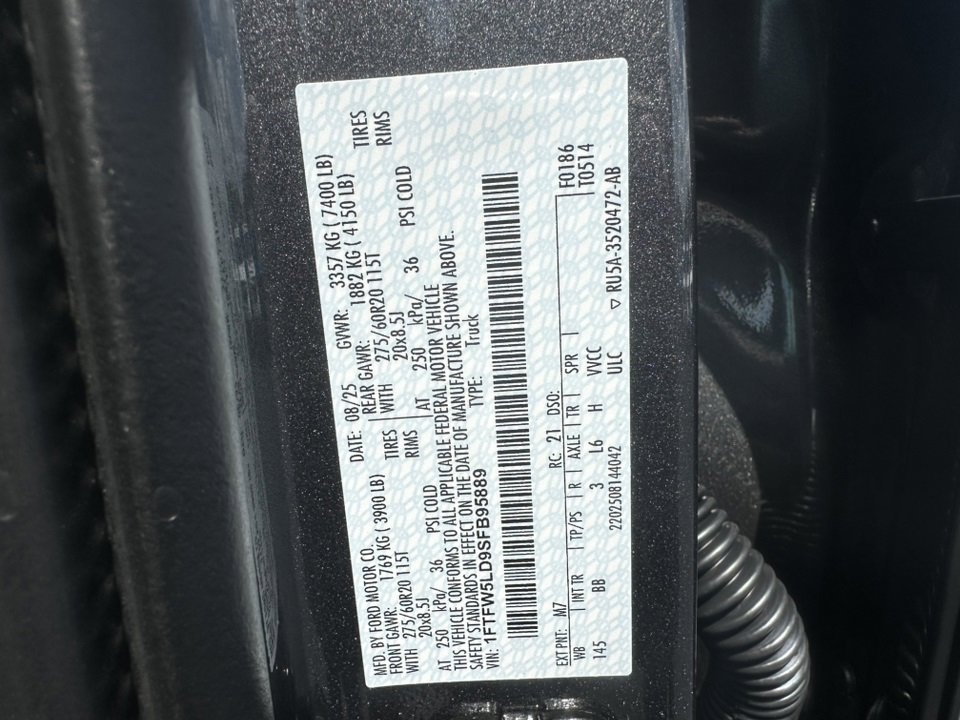 MFD. BY FORD MOTOR CO. DATE: 08/25 GVWR: 3357 KG ( 7400 LB)
FRONT GAWR: 1769 KG ( 3900 LB) REAR GAWR: 1882 KG ( 4150 LB)
WITH 275/60R20 115T TIRES WITH 275/60R20 115T TIRES
20x8.5J RIMS 20x8.5J RIMS
AT 250 kPa/ 36 PSI COLD AT 250 kPa/ 36 PSI COLD
THIS VEHICLE CONFORMS TO ALL APPLICABLE FEDERAL MOTOR VEHICLE
SAFETY STANDARDS IN EFFECT ON THE DATE OF MANUFACTURE SHOWN ABOVE.
VIN: 1FTFW5LD9SFB95889 TYPE: Truck
EXT PNT: M7 RC: 21 DSO: F0186
WB INT TR TP/PS R AXLE TR SPR T0514
145 BB 3 L6 H VVCC
2202508144042 ULC ▽ RU5A-3520472-AB